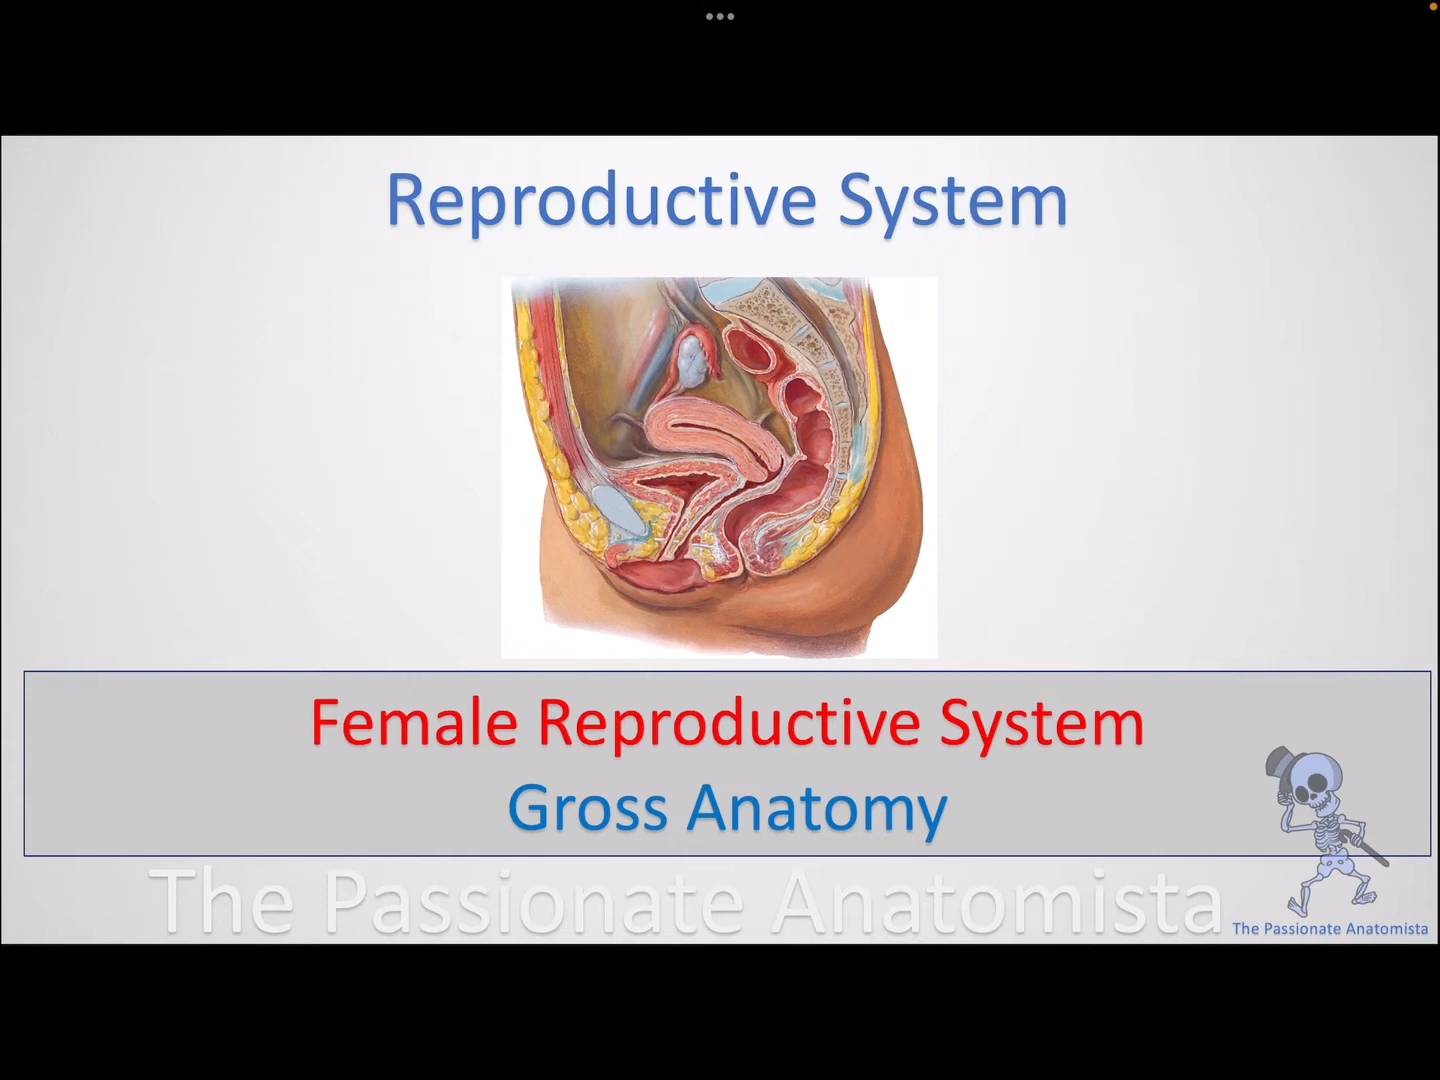 Reproductive System
Female Reproductive System
Gross Anatomy
The Passionate Anatomista
The Passionate Anatomista